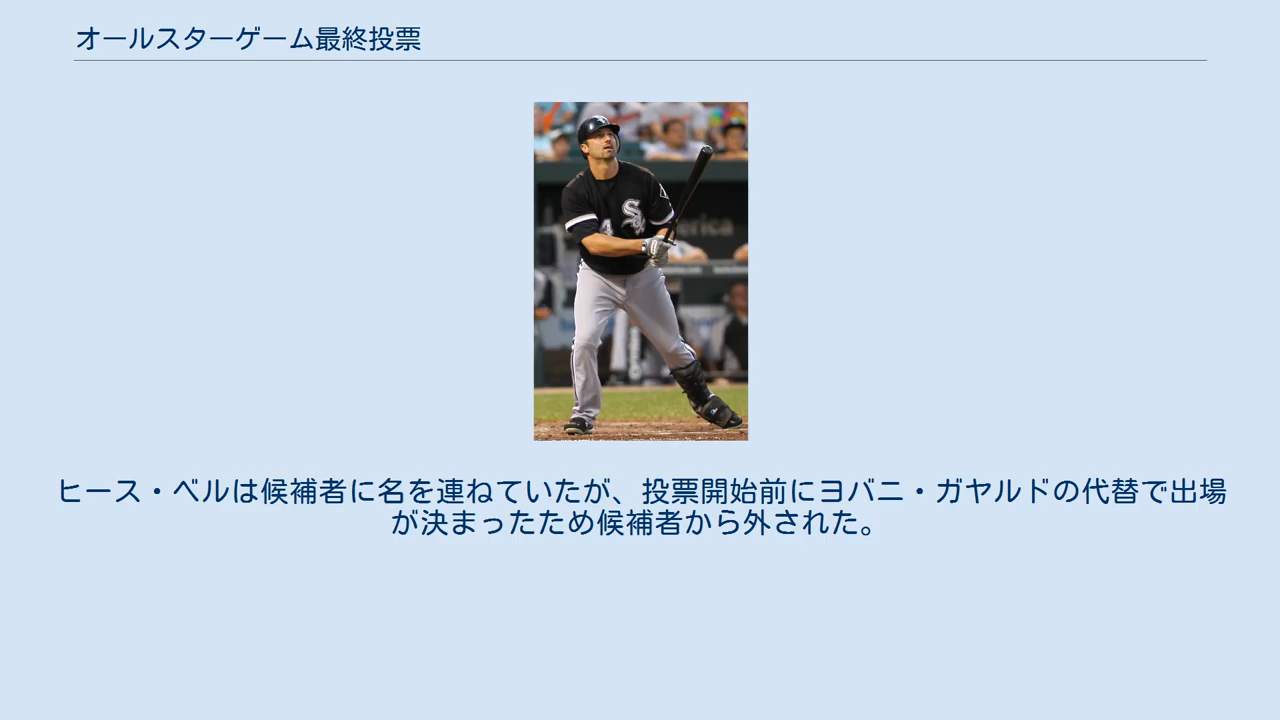 オールスターゲーム最終投票
ヒース・ベルは候補者に名を連ねていたが、投票開始前にヨバニ・ガヤルドの代替で出場
が決まったため候補者から外された。